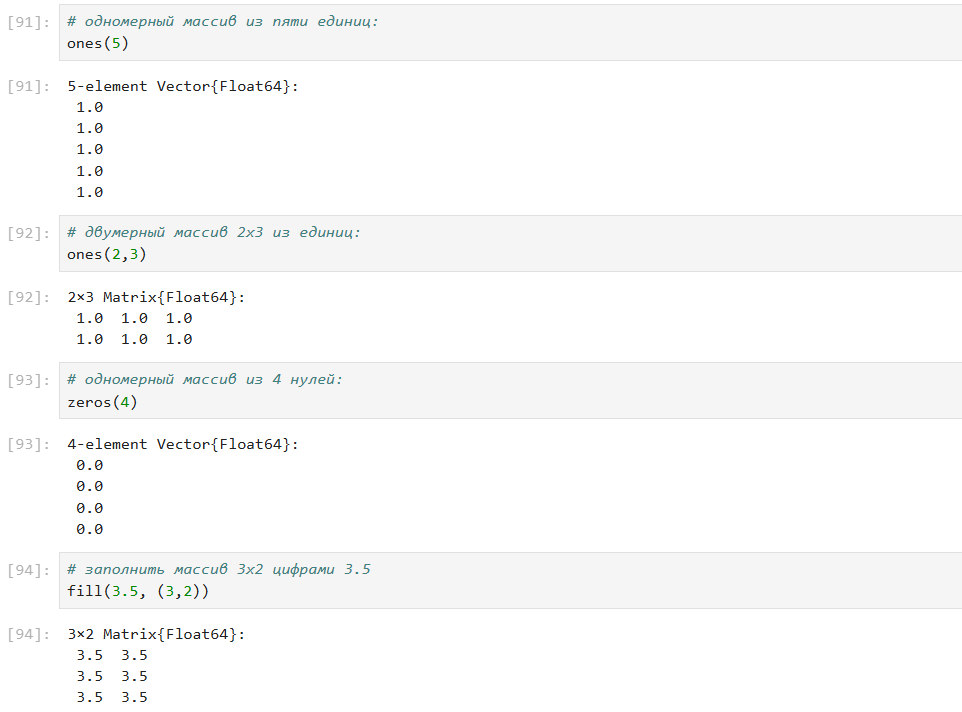 [91]: # одномерный массив из пяти единиц:
ones(5)
[91]: 5-element Vector{Float64}:
1.0
1.0
1.0
1.0
1.0
[92]: # двумерный массив 2x3 из единиц:
ones(2,3)
[92]: 2×3 Matrix{Float64}:
1.0 1.0 1.0
1.0 1.0 1.0
[93]: # одномерный массив из 4 нулей:
zeros(4)
[93]: 4-element Vector{Float64}:
0.0
0.0
0.0
0.0
[94]: # заполнить массив 3x2 цифрами 3.5
fill(3.5, (3,2))
[94]: 3×2 Matrix{Float64}:
3.5 3.5
3.5 3.5
3.5 3.5